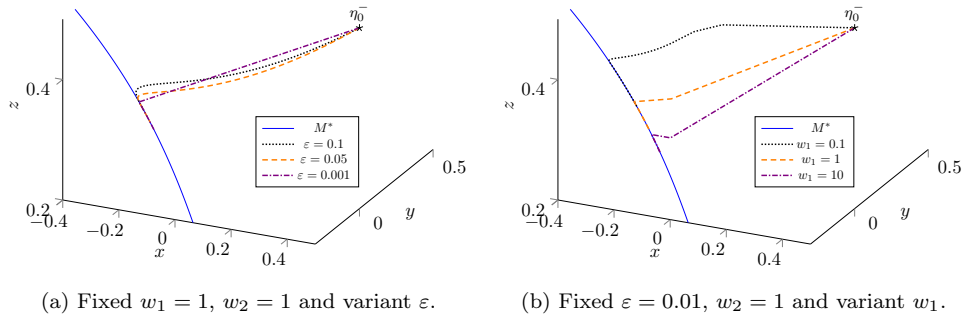 η₀⁻
0.4
z
M*
ε = 0.1
ε = 0.05
ε = 0.001
0.5
y
0
0.2
−0.4
−0.2
0
0.2
0.4
x
(a) Fixed w₁ = 1, w₂ = 1 and variant ε.
η₀⁻
0.4
z
M*
w₁ = 0.1
w₁ = 1
w₁ = 10
0.5
y
0
0.2
−0.4
−0.2
0
0.2
0.4
x
(b) Fixed ε = 0.01, w₂ = 1 and variant w₁.